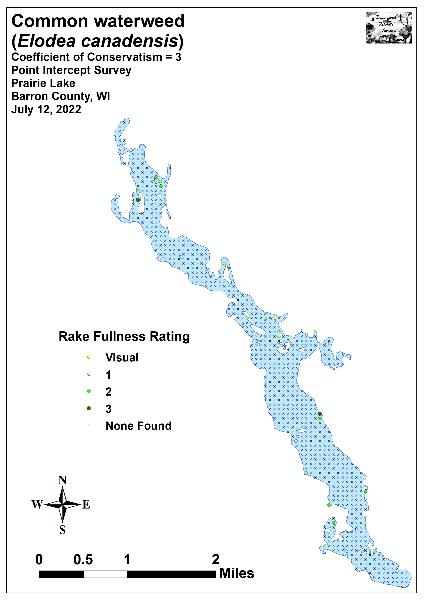 Common waterweed
(Elodea canadensis)
Coefficient of Conservatism = 3
Point Intercept Survey
Prairie Lake
Barron County, WI
July 12, 2022
Rake Fullness Rating
Visual
1
2
3
None Found
N
W E
S
0 0.5 1 2
Miles